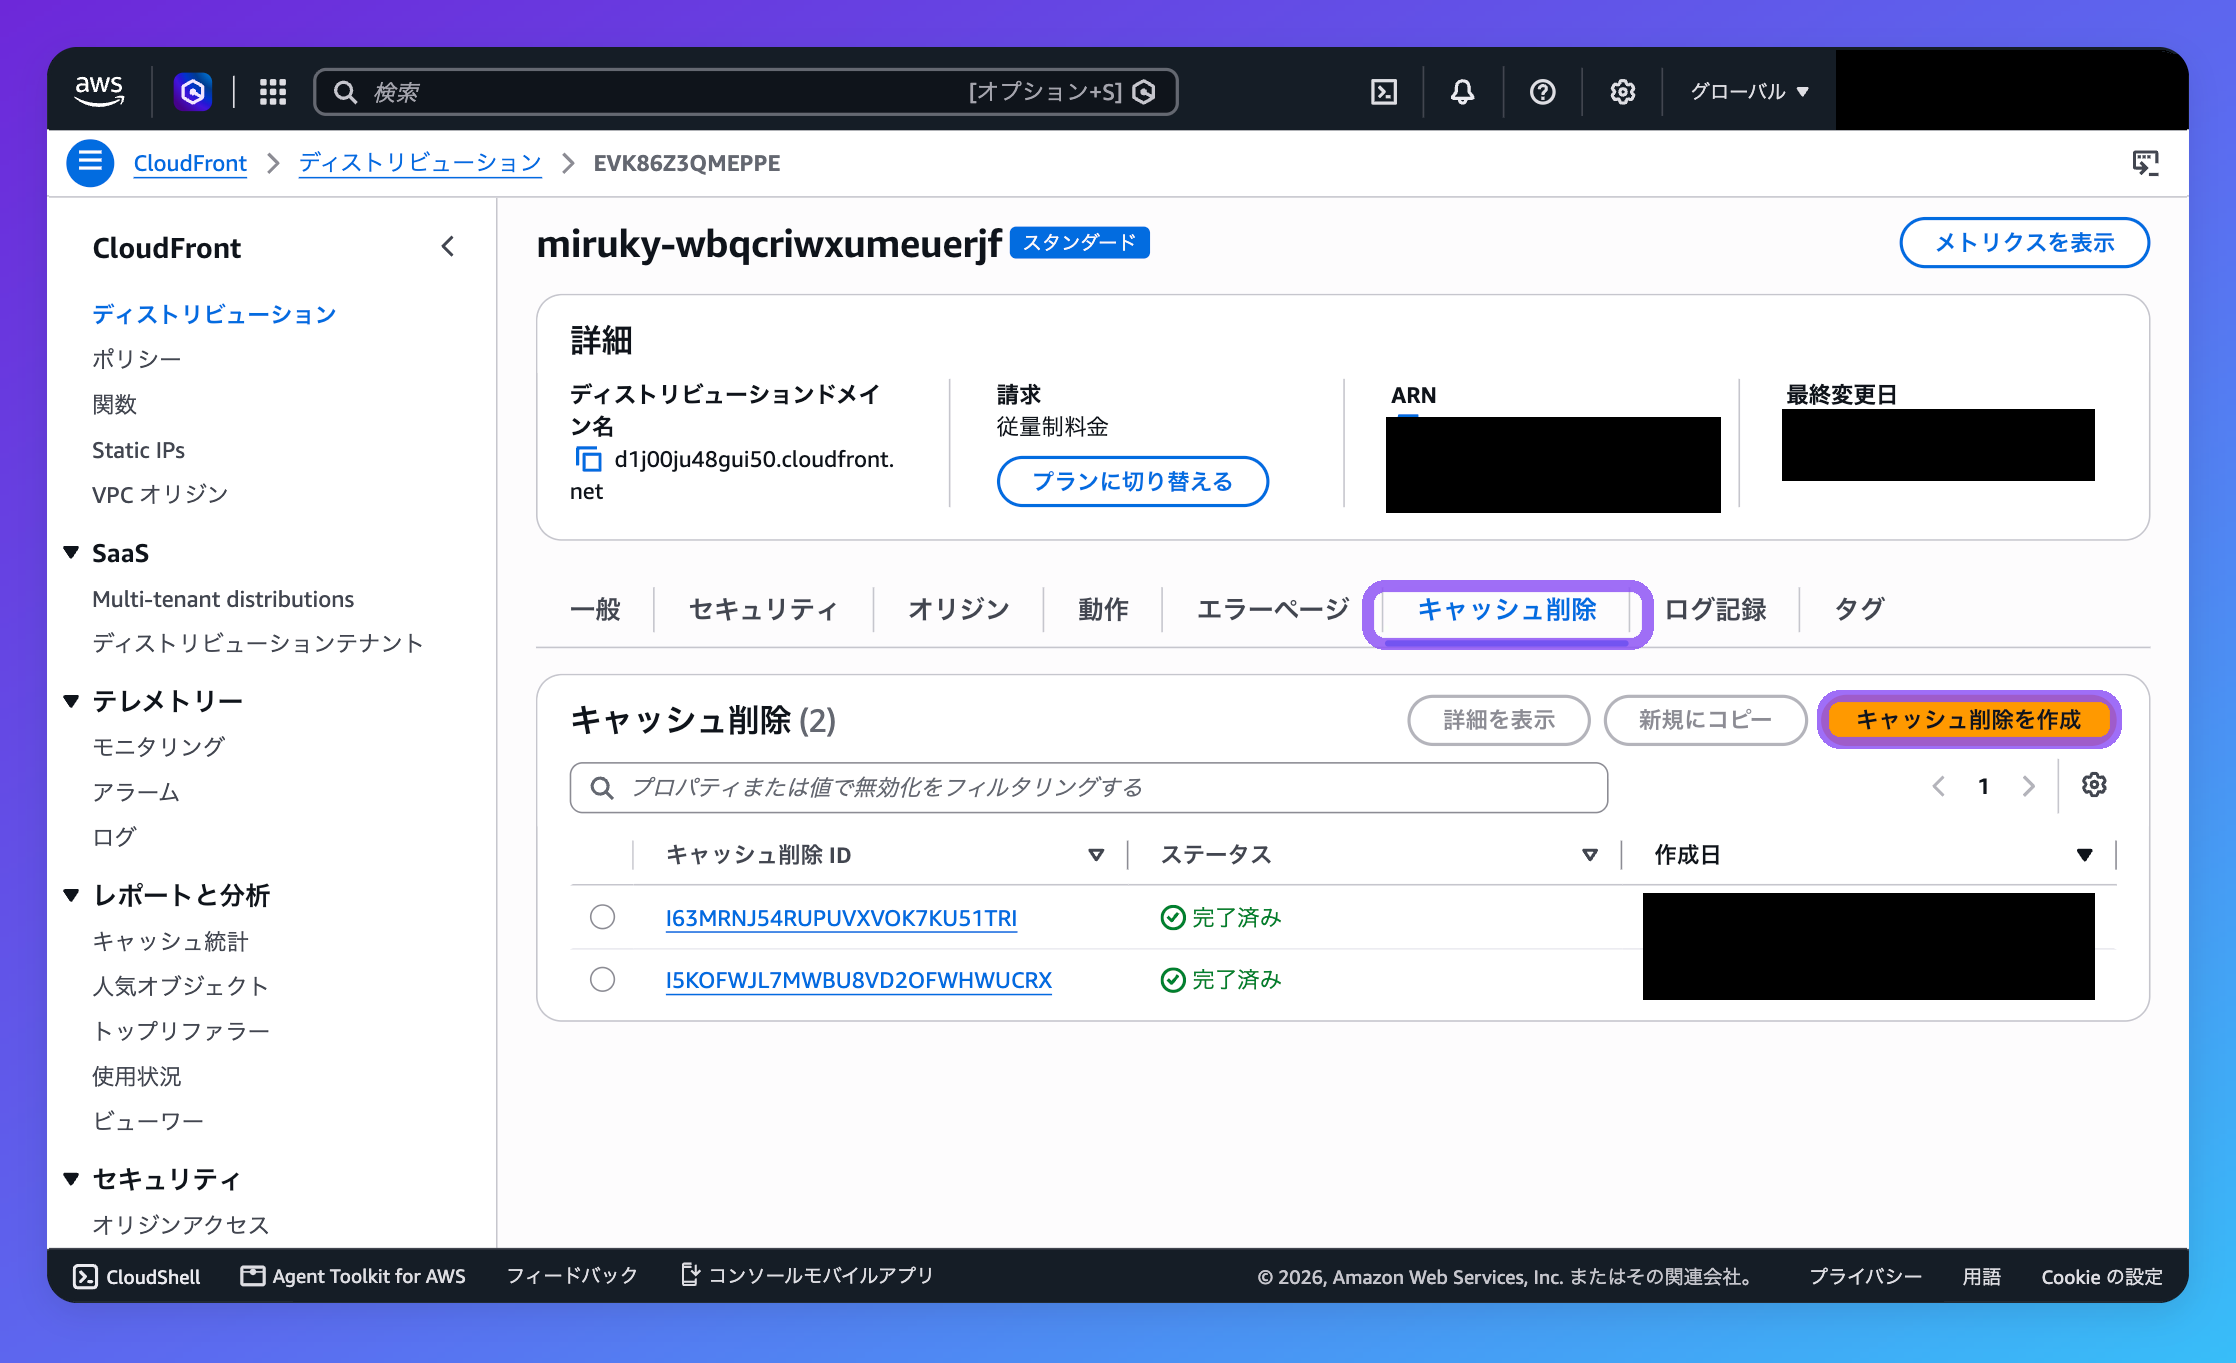 aws
検索
[オプション+S]
グローバル ▼
CloudFront
ディストリビューション
EVK86Z3QMEPPE
CloudFront
ディストリビューション
ポリシー
関数
Static IPs
VPC オリジン
SaaS
Multi-tenant distributions
ディストリビューションテナント
テレメトリー
モニタリング
アラーム
ログ
レポートと分析
キャッシュ統計
人気オブジェクト
トップリファラー
使用状況
ビューワー
セキュリティ
オリジンアクセス
miruky-wbqcriwxumeuerjf
スタンダード
メトリクスを表示
詳細
ディストリビューションドメイ
ン名
d1j00ju48gui50.cloudfront.
net
請求
従量制料金
プランに切り替える
ARN
最終変更日
一般
セキュリティ
オリジン
動作
エラーページ
キャッシュ削除
ログ記録
タグ
キャッシュ削除 (2)
詳細を表示
新規にコピー
キャッシュ削除を作成
プロパティまたは値で無効化をフィルタリングする
1
キャッシュ削除 ID
ステータス
作成日
I63MRNJ54RUPUVXVOK7KU51TRI
完了済み
I5KOFWJL7MWBU8VD2OFWHWUCRX
完了済み
CloudShell
Agent Toolkit for AWS
フィードバック
コンソールモバイルアプリ
© 2026, Amazon Web Services, Inc. またはその関連会社。
プライバシー
用語
Cookie の設定